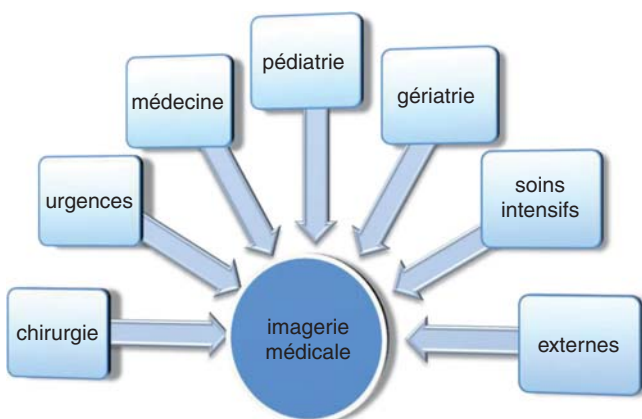 pédiatrie
médecine
gériatrie
urgences
soins
intensifs
chirurgie
imagerie
médicale
externes